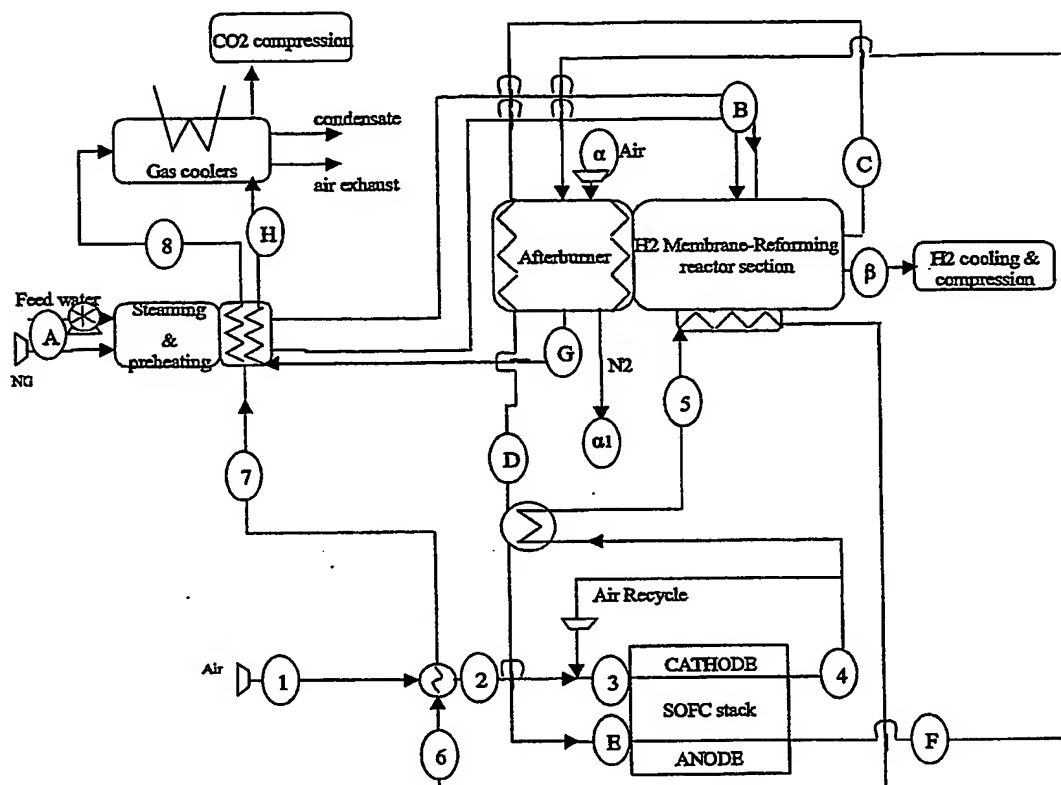 CO2 compression
condensate
Gas coolers
air exhaust
B
α
Air
C
8
H
Afterburner
H2 Membrane-Reforming
reactor section
β
H2 cooling &
compression
Feed water
A
NG
Steaming
&
preheating
G
N2
5
α1
D
7
Air Recycle
Air
1
2
3
CATHODE
4
SOFC stack
E
ANODE
F
6